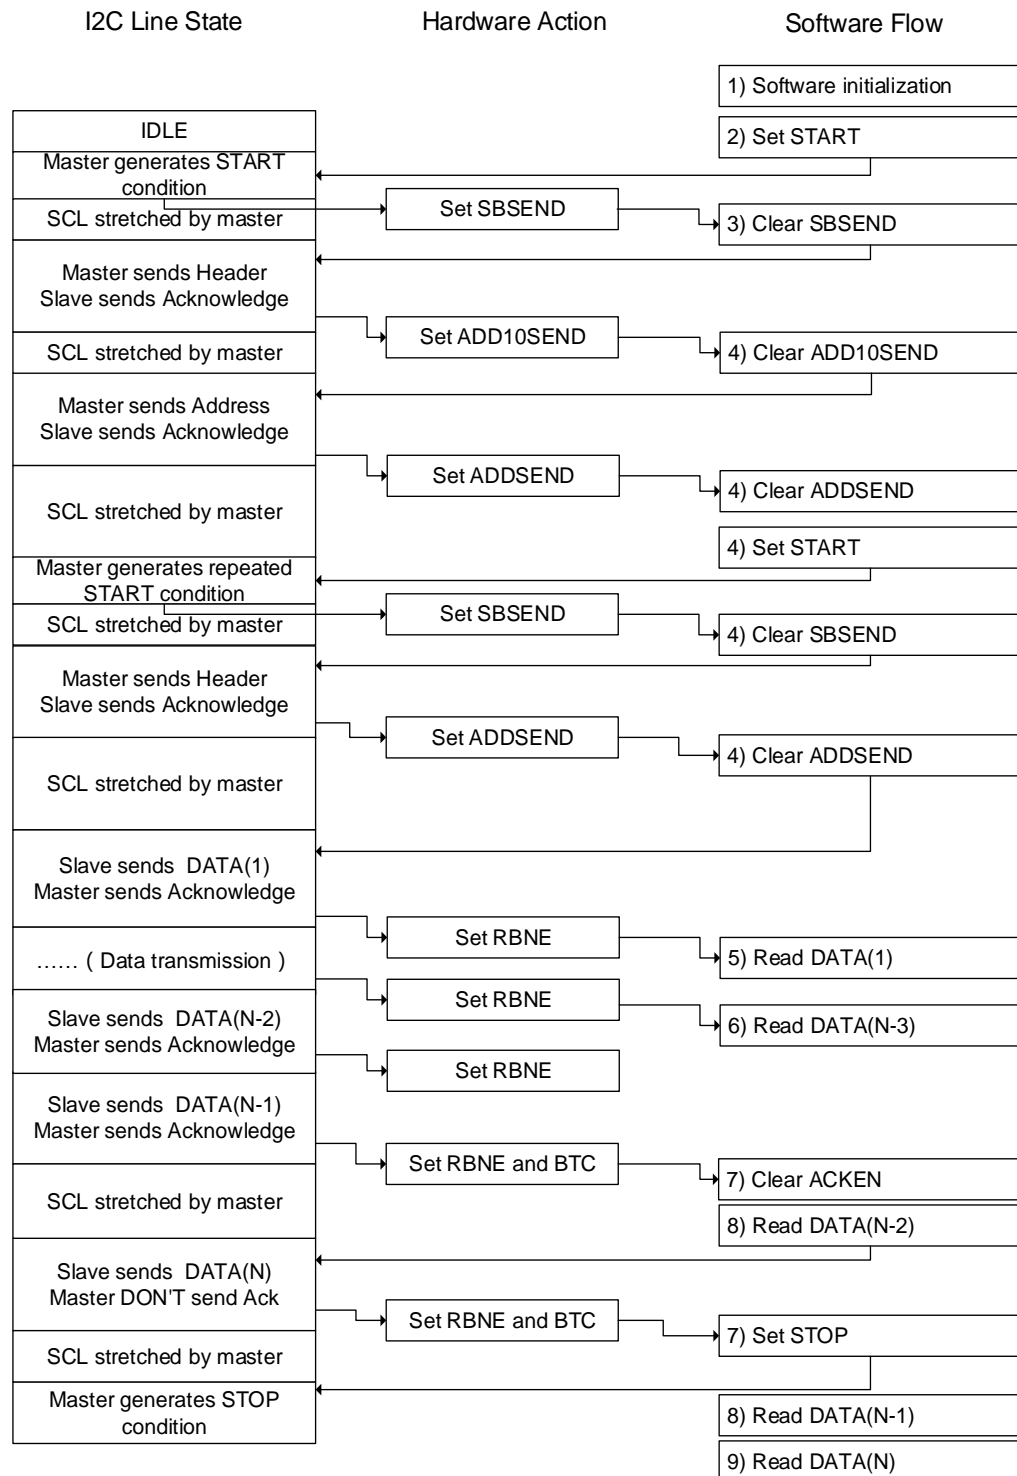 I2C Line State
Hardware Action
Software Flow
1) Software initialization
IDLE
2) Set START
Master generates START
condition
SCL stretched by master
Set SBSEND
3) Clear SBSEND
Master sends Header
Slave sends Acknowledge
SCL stretched by master
Set ADD10SEND
4) Clear ADD10SEND
Master sends Address
Slave sends Acknowledge
Set ADDSEND
4) Clear ADDSEND
SCL stretched by master
4) Set START
Master generates repeated
START condition
SCL stretched by master
Set SBSEND
4) Clear SBSEND
Master sends Header
Slave sends Acknowledge
Set ADDSEND
4) Clear ADDSEND
SCL stretched by master
Slave sends DATA(1)
Master sends Acknowledge
Set RBNE
5) Read DATA(1)
…… ( Data transmission )
Set RBNE
6) Read DATA(N-3)
Slave sends DATA(N-2)
Master sends Acknowledge
Set RBNE
Slave sends DATA(N-1)
Master sends Acknowledge
Set RBNE and BTC
7) Clear ACKEN
SCL stretched by master
8) Read DATA(N-2)
Slave sends DATA(N)
Master DON'T send Ack
Set RBNE and BTC
7) Set STOP
SCL stretched by master
Master generates STOP
condition
8) Read DATA(N-1)
9) Read DATA(N)